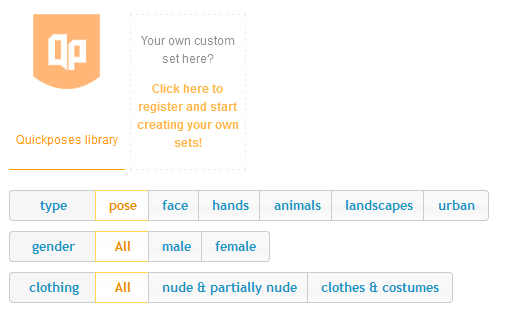 Qp
Your own custom
set here?
Click here to
register and start
creating your own
sets!
Quickposes library
type pose face hands animals landscapes urban
gender All male female
clothing All nude & partially nude clothes & costumes